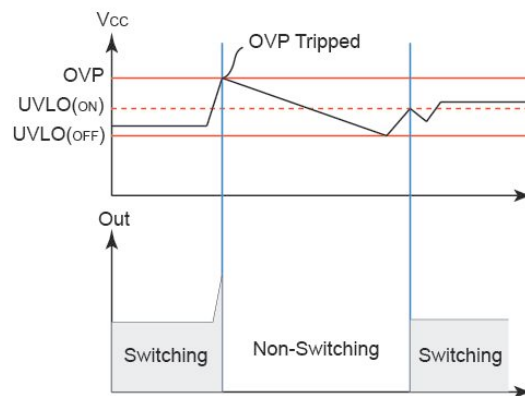 Vcc
OVP Tripped
OVP
UVLO(ON)
UVLO(OFF)
Out
Switching
Non-Switching
Switching